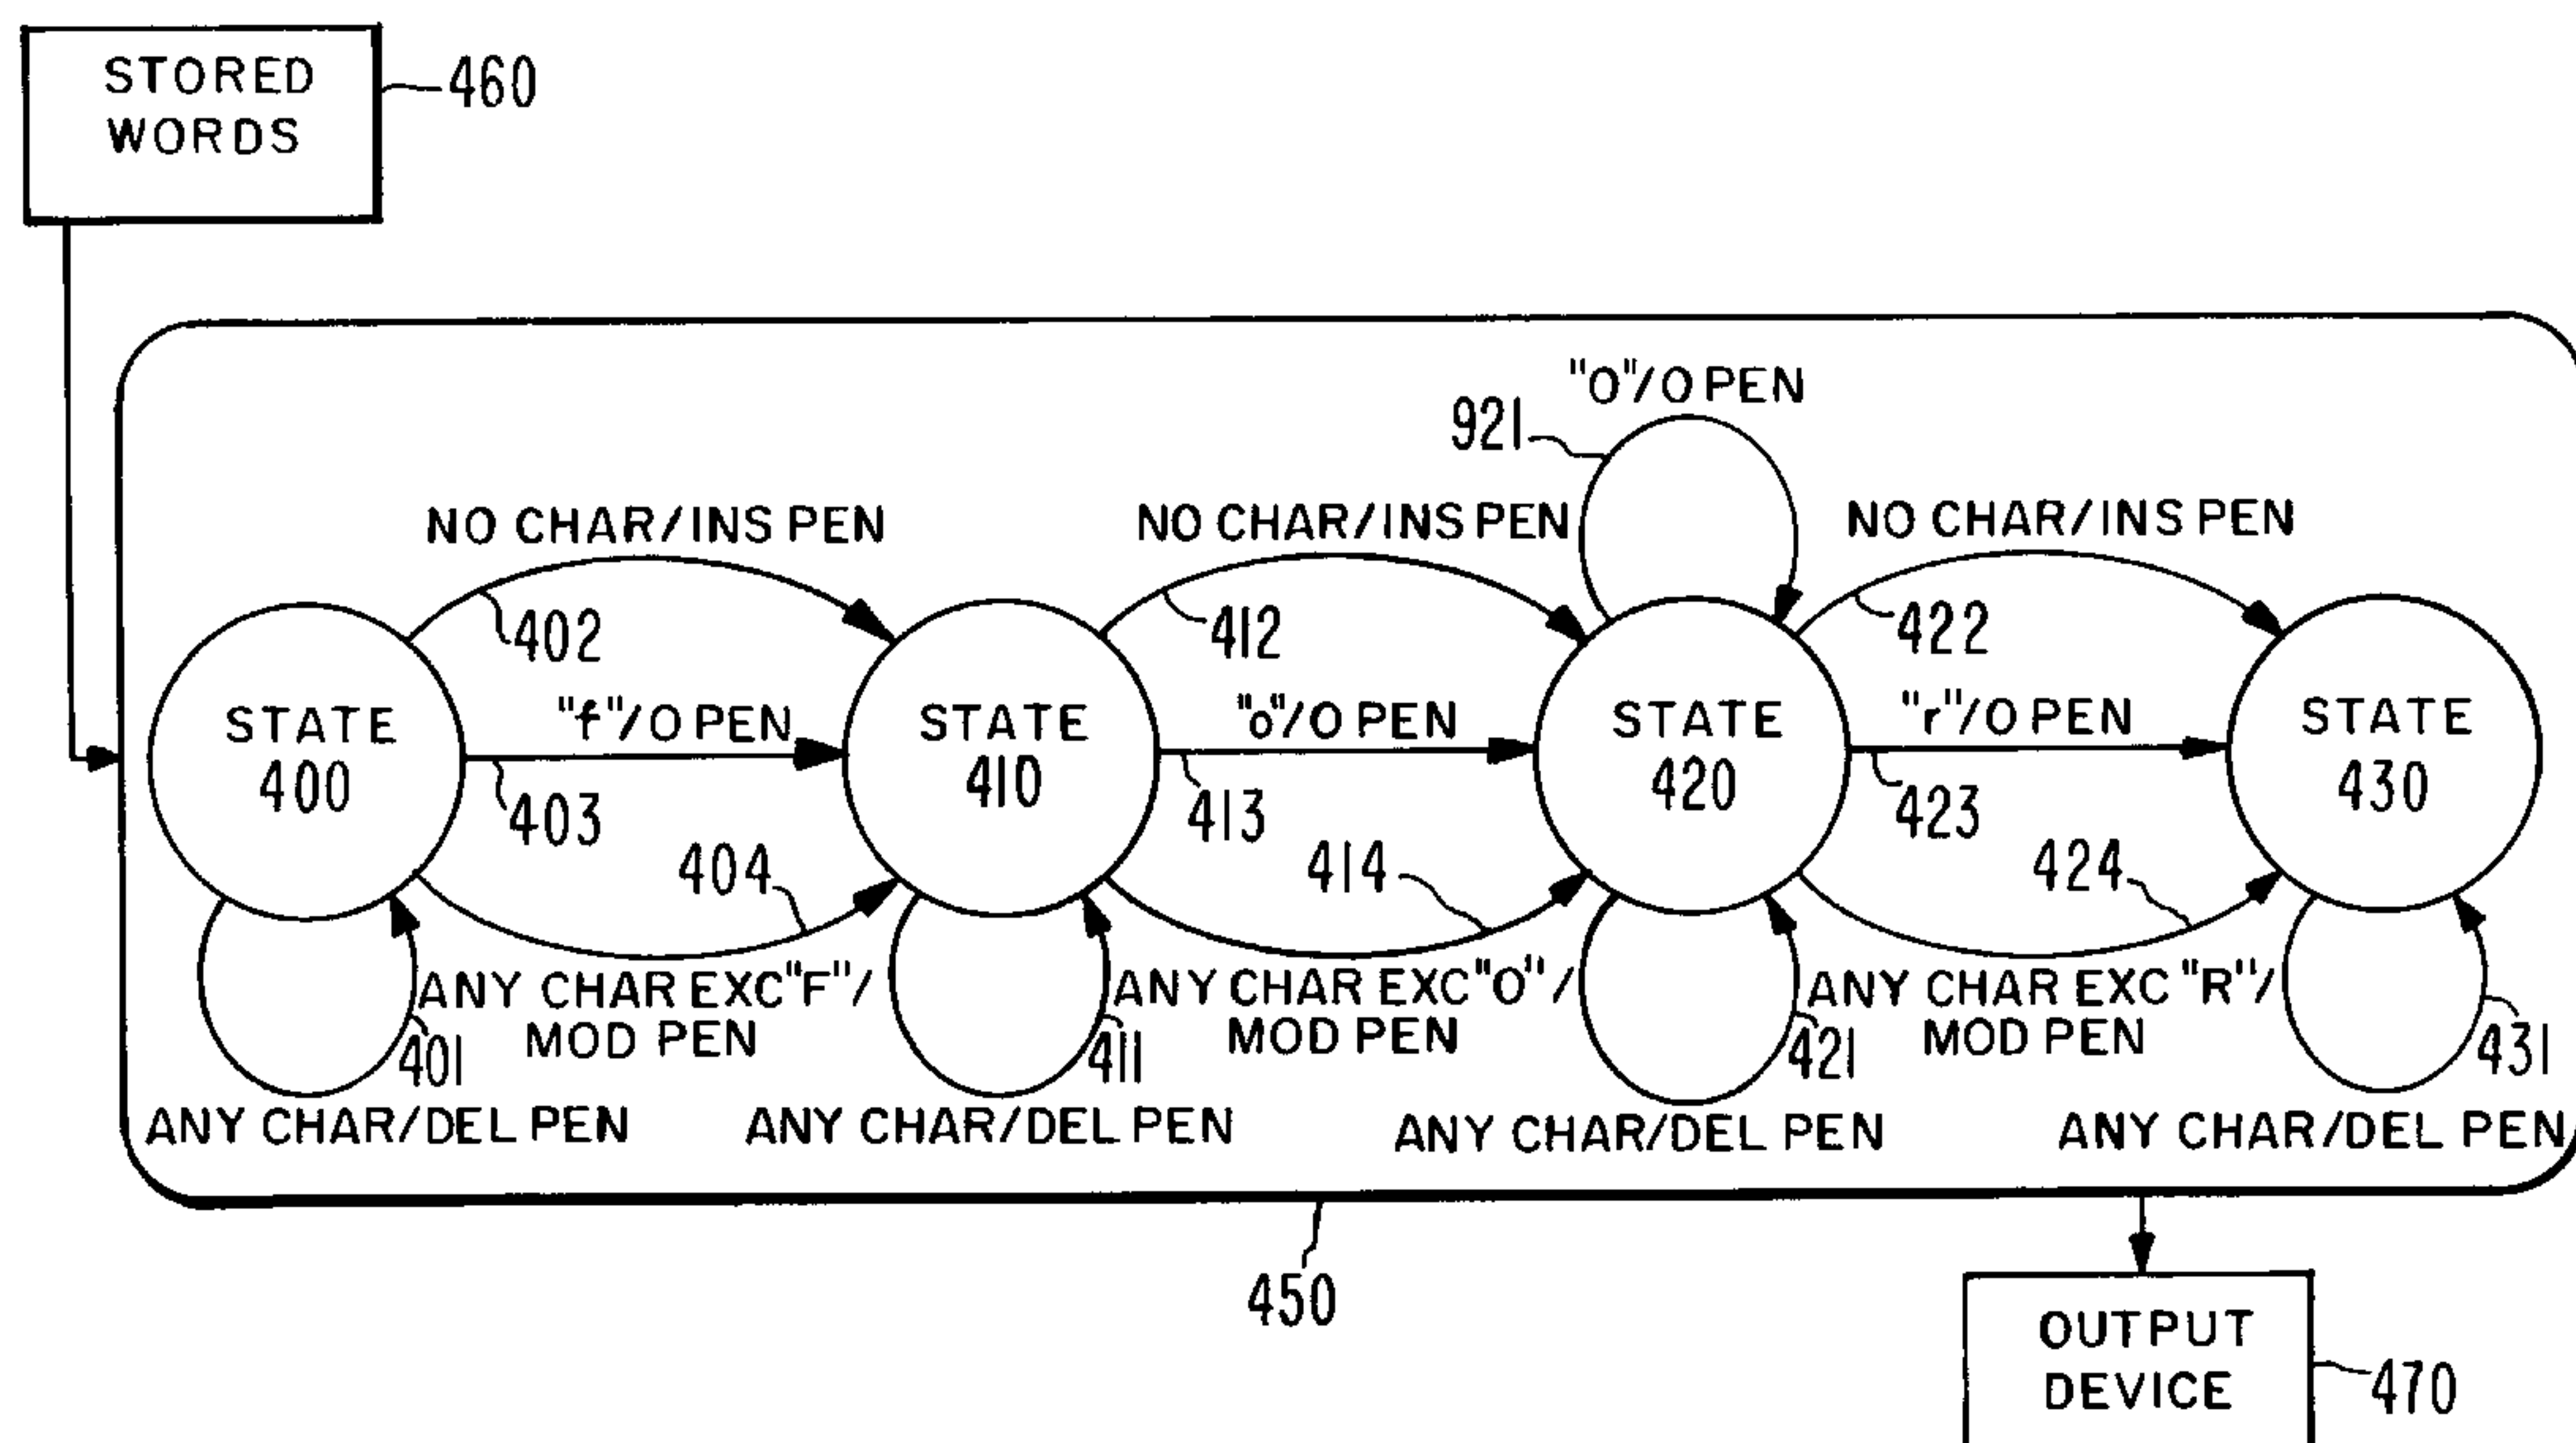 STORED
WORDS
460
"O"/O PEN
921
NO CHAR/INS PEN
NO CHAR/INS PEN
NO CHAR/INS PEN
402
412
422
STATE
400
"f"/O PEN
403
STATE
410
"o"/O PEN
413
STATE
420
"r"/O PEN
423
STATE
430
404
414
424
ANY CHAR EXC "F"/
MOD PEN
ANY CHAR EXC "O"/
MOD PEN
ANY CHAR EXC "R"/
MOD PEN
401
411
421
431
ANY CHAR/DEL PEN
ANY CHAR/DEL PEN
ANY CHAR/DEL PEN
ANY CHAR/DEL PEN
450
OUTPUT
DEVICE
470